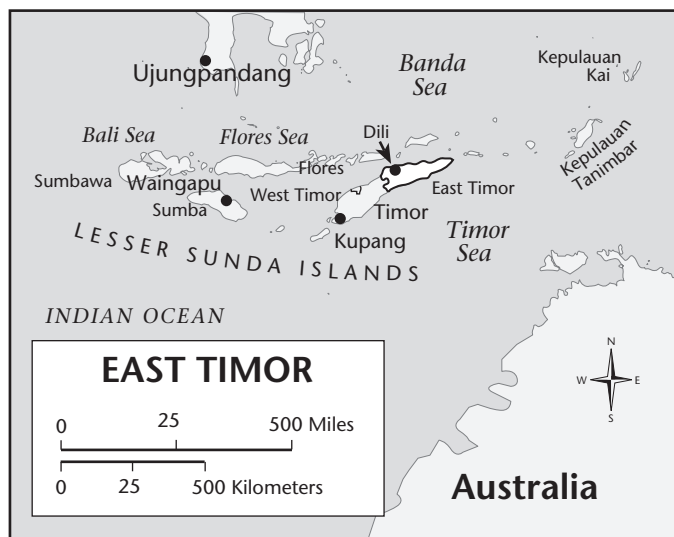 Ujungpandang
Banda
Sea
Kepulauan
Kai
Bali Sea
Flores Sea
Dili
Kepulauan
Tanimbar
Sumbawa
Waingapu
Flores
West Timor
East Timor
Sumba
Timor
Kupang
Timor
Sea
LESSER SUNDA ISLANDS
INDIAN OCEAN
EAST TIMOR
0 25 500 Miles
0 25 500 Kilometers
N
W E
S
Australia